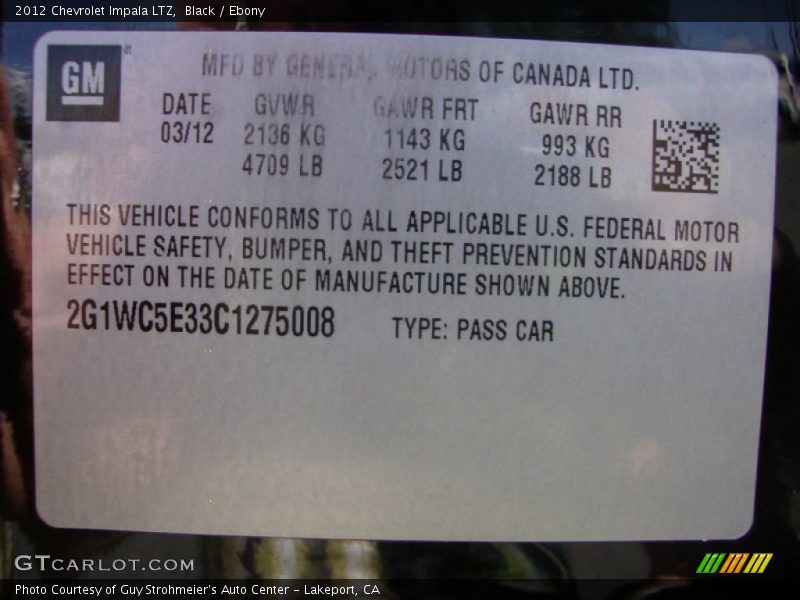 2012 Chevrolet Impala LTZ, Black / Ebony
GM ®
MFD BY GENERAL MOTORS OF CANADA LTD.
DATE GVWR GAWR FRT GAWR RR
03/12 2136 KG 1143 KG 993 KG
4709 LB 2521 LB 2188 LB
THIS VEHICLE CONFORMS TO ALL APPLICABLE U.S. FEDERAL MOTOR
VEHICLE SAFETY, BUMPER, AND THEFT PREVENTION STANDARDS IN
EFFECT ON THE DATE OF MANUFACTURE SHOWN ABOVE.
2G1WC5E33C1275008 TYPE: PASS CAR
GTCARLOT.COM
Photo Courtesy of Guy Strohmeier's Auto Center - Lakeport, CA